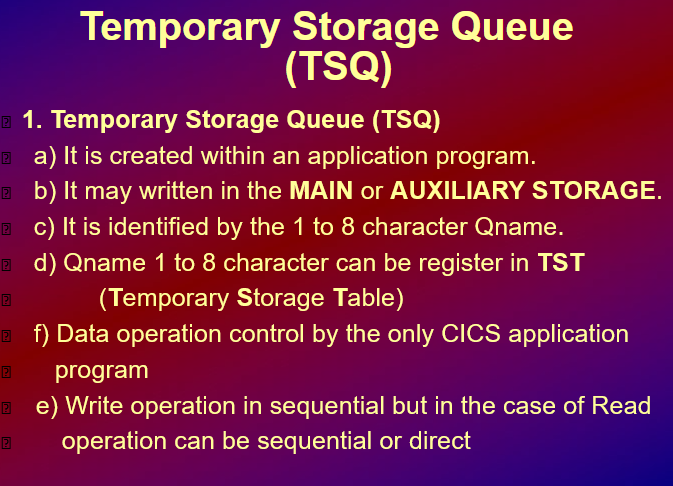 Temporary Storage Queue
(TSQ)
1. Temporary Storage Queue (TSQ)
a) It is created within an application program.
b) It may written in the MAIN or AUXILIARY STORAGE.
c) It is identified by the 1 to 8 character Qname.
d) Qname 1 to 8 character can be register in TST
(Temporary Storage Table)
f) Data operation control by the only CICS application
program
e) Write operation in sequential but in the case of Read
operation can be sequential or direct